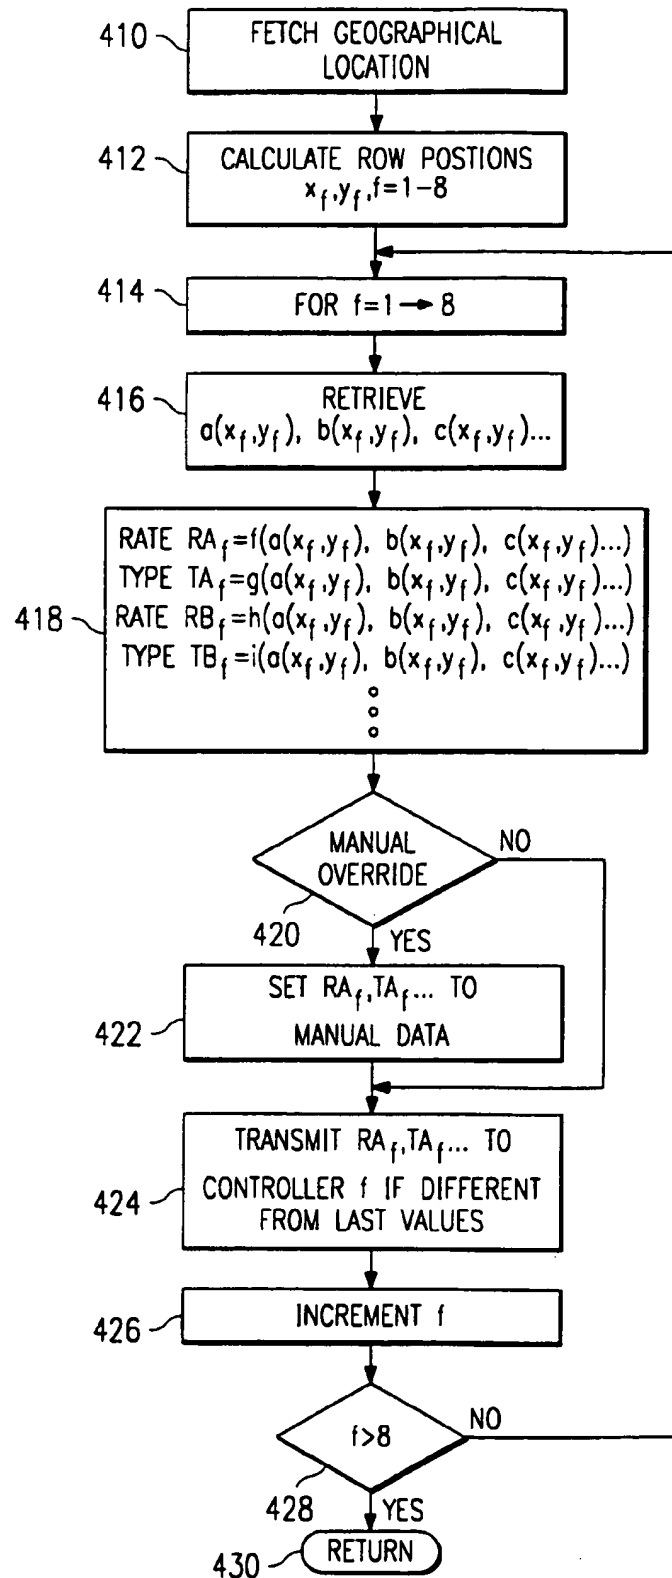 410
FETCH GEOGRAPHICAL
LOCATION
412
CALCULATE ROW POSTIONS
x_f,y_f,f=1-8
414
FOR f=1 → 8
416
RETRIEVE
a(x_f,y_f), b(x_f,y_f), c(x_f,y_f)...
418
RATE RA_f=f(a(x_f,y_f), b(x_f,y_f), c(x_f,y_f)...)
TYPE TA_f=g(a(x_f,y_f), b(x_f,y_f), c(x_f,y_f)...)
RATE RB_f=h(a(x_f,y_f), b(x_f,y_f), c(x_f,y_f)...)
TYPE TB_f=i(a(x_f,y_f), b(x_f,y_f), c(x_f,y_f)...)
MANUAL
OVERRIDE
NO
420
YES
SET RA_f,TA_f... TO
MANUAL DATA
422
TRANSMIT RA_f,TA_f... TO
CONTROLLER f IF DIFFERENT
FROM LAST VALUES
424
INCREMENT f
426
f>8
NO
428
YES
RETURN
430